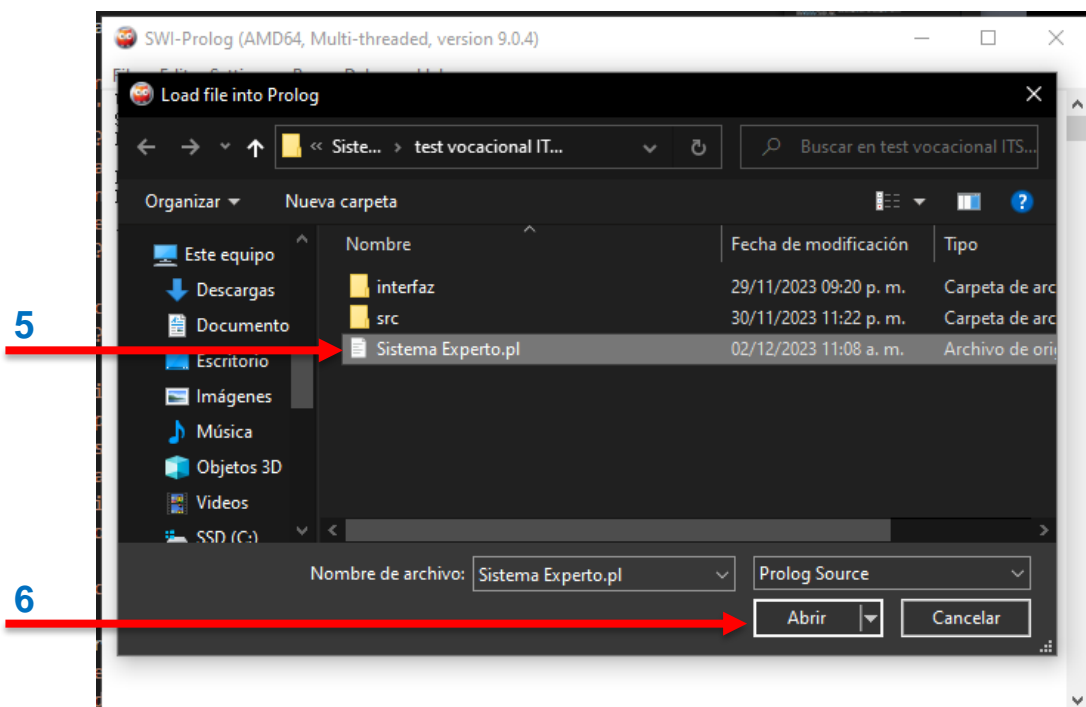 SWI-Prolog (AMD64, Multi-threaded, version 9.0.4)
Load file into Prolog
« Siste... › test vocacional IT...
Buscar en test vocacional ITS...
Organizar
Nueva carpeta
Nombre
Fecha de modificación
Tipo
Este equipo
Descargas
Documento
Escritorio
Imágenes
Música
Objetos 3D
Videos
SSD (C:)
interfaz
29/11/2023 09:20 p. m.
Carpeta de arc
src
30/11/2023 11:22 p. m.
Carpeta de arc
5
Sistema Experto.pl
02/12/2023 11:08 a. m.
Archivo de ori
Nombre de archivo:
Sistema Experto.pl
Prolog Source
6
Abrir
Cancelar